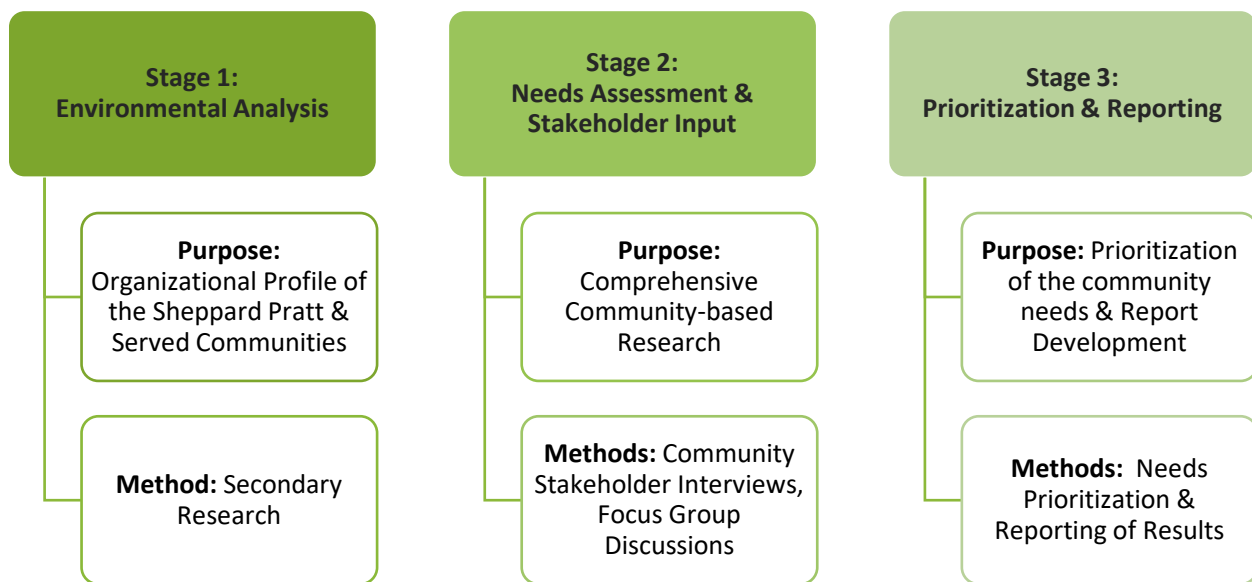 Stage 1:
Environmental Analysis
Purpose:
Organizational Profile of
the Sheppard Pratt &
Served Communities
Method: Secondary
Research
Stage 2:
Needs Assessment &
Stakeholder Input
Purpose:
Comprehensive
Community-based
Research
Methods: Community
Stakeholder Interviews,
Focus Group
Discussions
Stage 3:
Prioritization & Reporting
Purpose: Prioritization
of the community
needs & Report
Development
Methods: Needs
Prioritization &
Reporting of Results